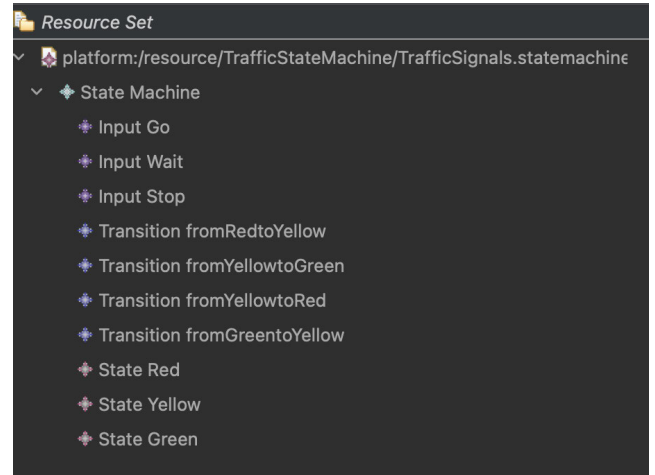 Resource Set
platform:/resource/TrafficStateMachine/TrafficSignals.statemachine
State Machine
Input Go
Input Wait
Input Stop
Transition fromRedtoYellow
Transition fromYellowtoGreen
Transition fromYellowtoRed
Transition fromGreentoYellow
State Red
State Yellow
State Green